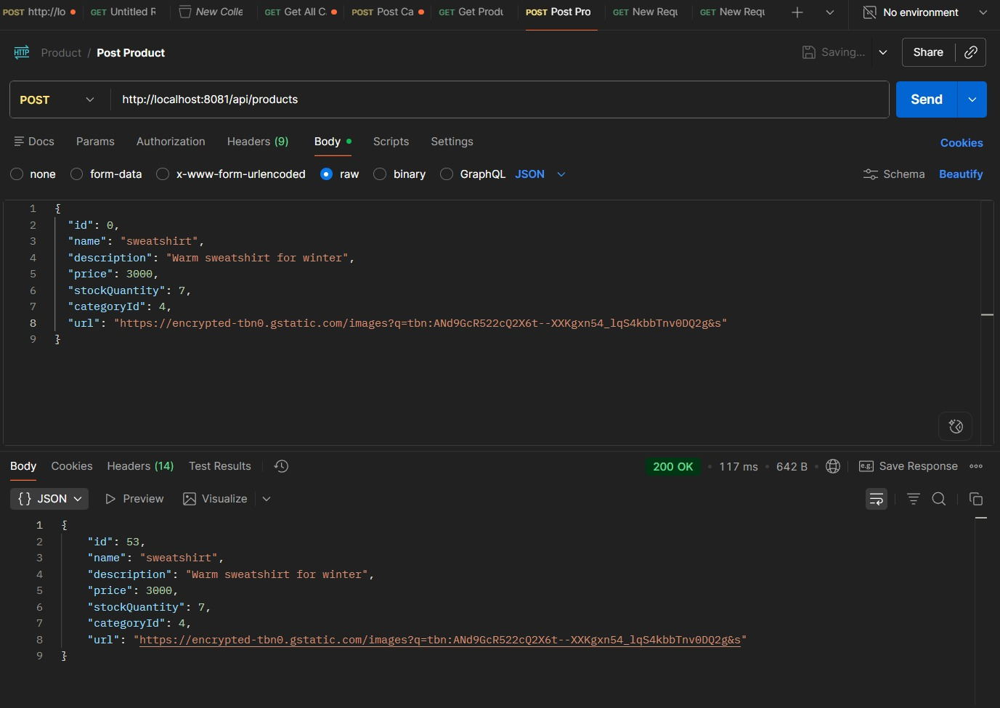 POST http://lo GET Untitled R New Colle GET Get All C. POST Post Ca GET Get Produ POST Post Pro GET New Requ GET New Requ No environment
HTTP Product / Post Product Saving... Share
POST http://localhost:8081/api/products Send
Docs Params Authorization Headers (9) Body Scripts Settings Cookies
none form-data x-www-form-urlencoded raw binary GraphQL JSON Schema Beautify
1 {
2 "id": 0,
3 "name": "sweatshirt",
4 "description": "Warm sweatshirt for winter",
5 "price": 3000,
6 "stockQuantity": 7,
7 "categoryId": 4,
8 "url": "https://encrypted-tbn0.gstatic.com/images?q=tbn:ANd9GcR522cQ2X6t--XXKgxn54_lqS4kbbTnv0DQ2g&s"
9 }
Body Cookies Headers (14) Test Results 200 OK 117 ms 642 B e.g. Save Response
{} JSON Preview Visualize
1 {
2 "id": 53,
3 "name": "sweatshirt",
4 "description": "Warm sweatshirt for winter",
5 "price": 3000,
6 "stockQuantity": 7,
7 "categoryId": 4,
8 "url": "https://encrypted-tbn0.gstatic.com/images?q=tbn:ANd9GcR522cQ2X6t--XXKgxn54_lqS4kbbTnv0DQ2g&s"
9 }